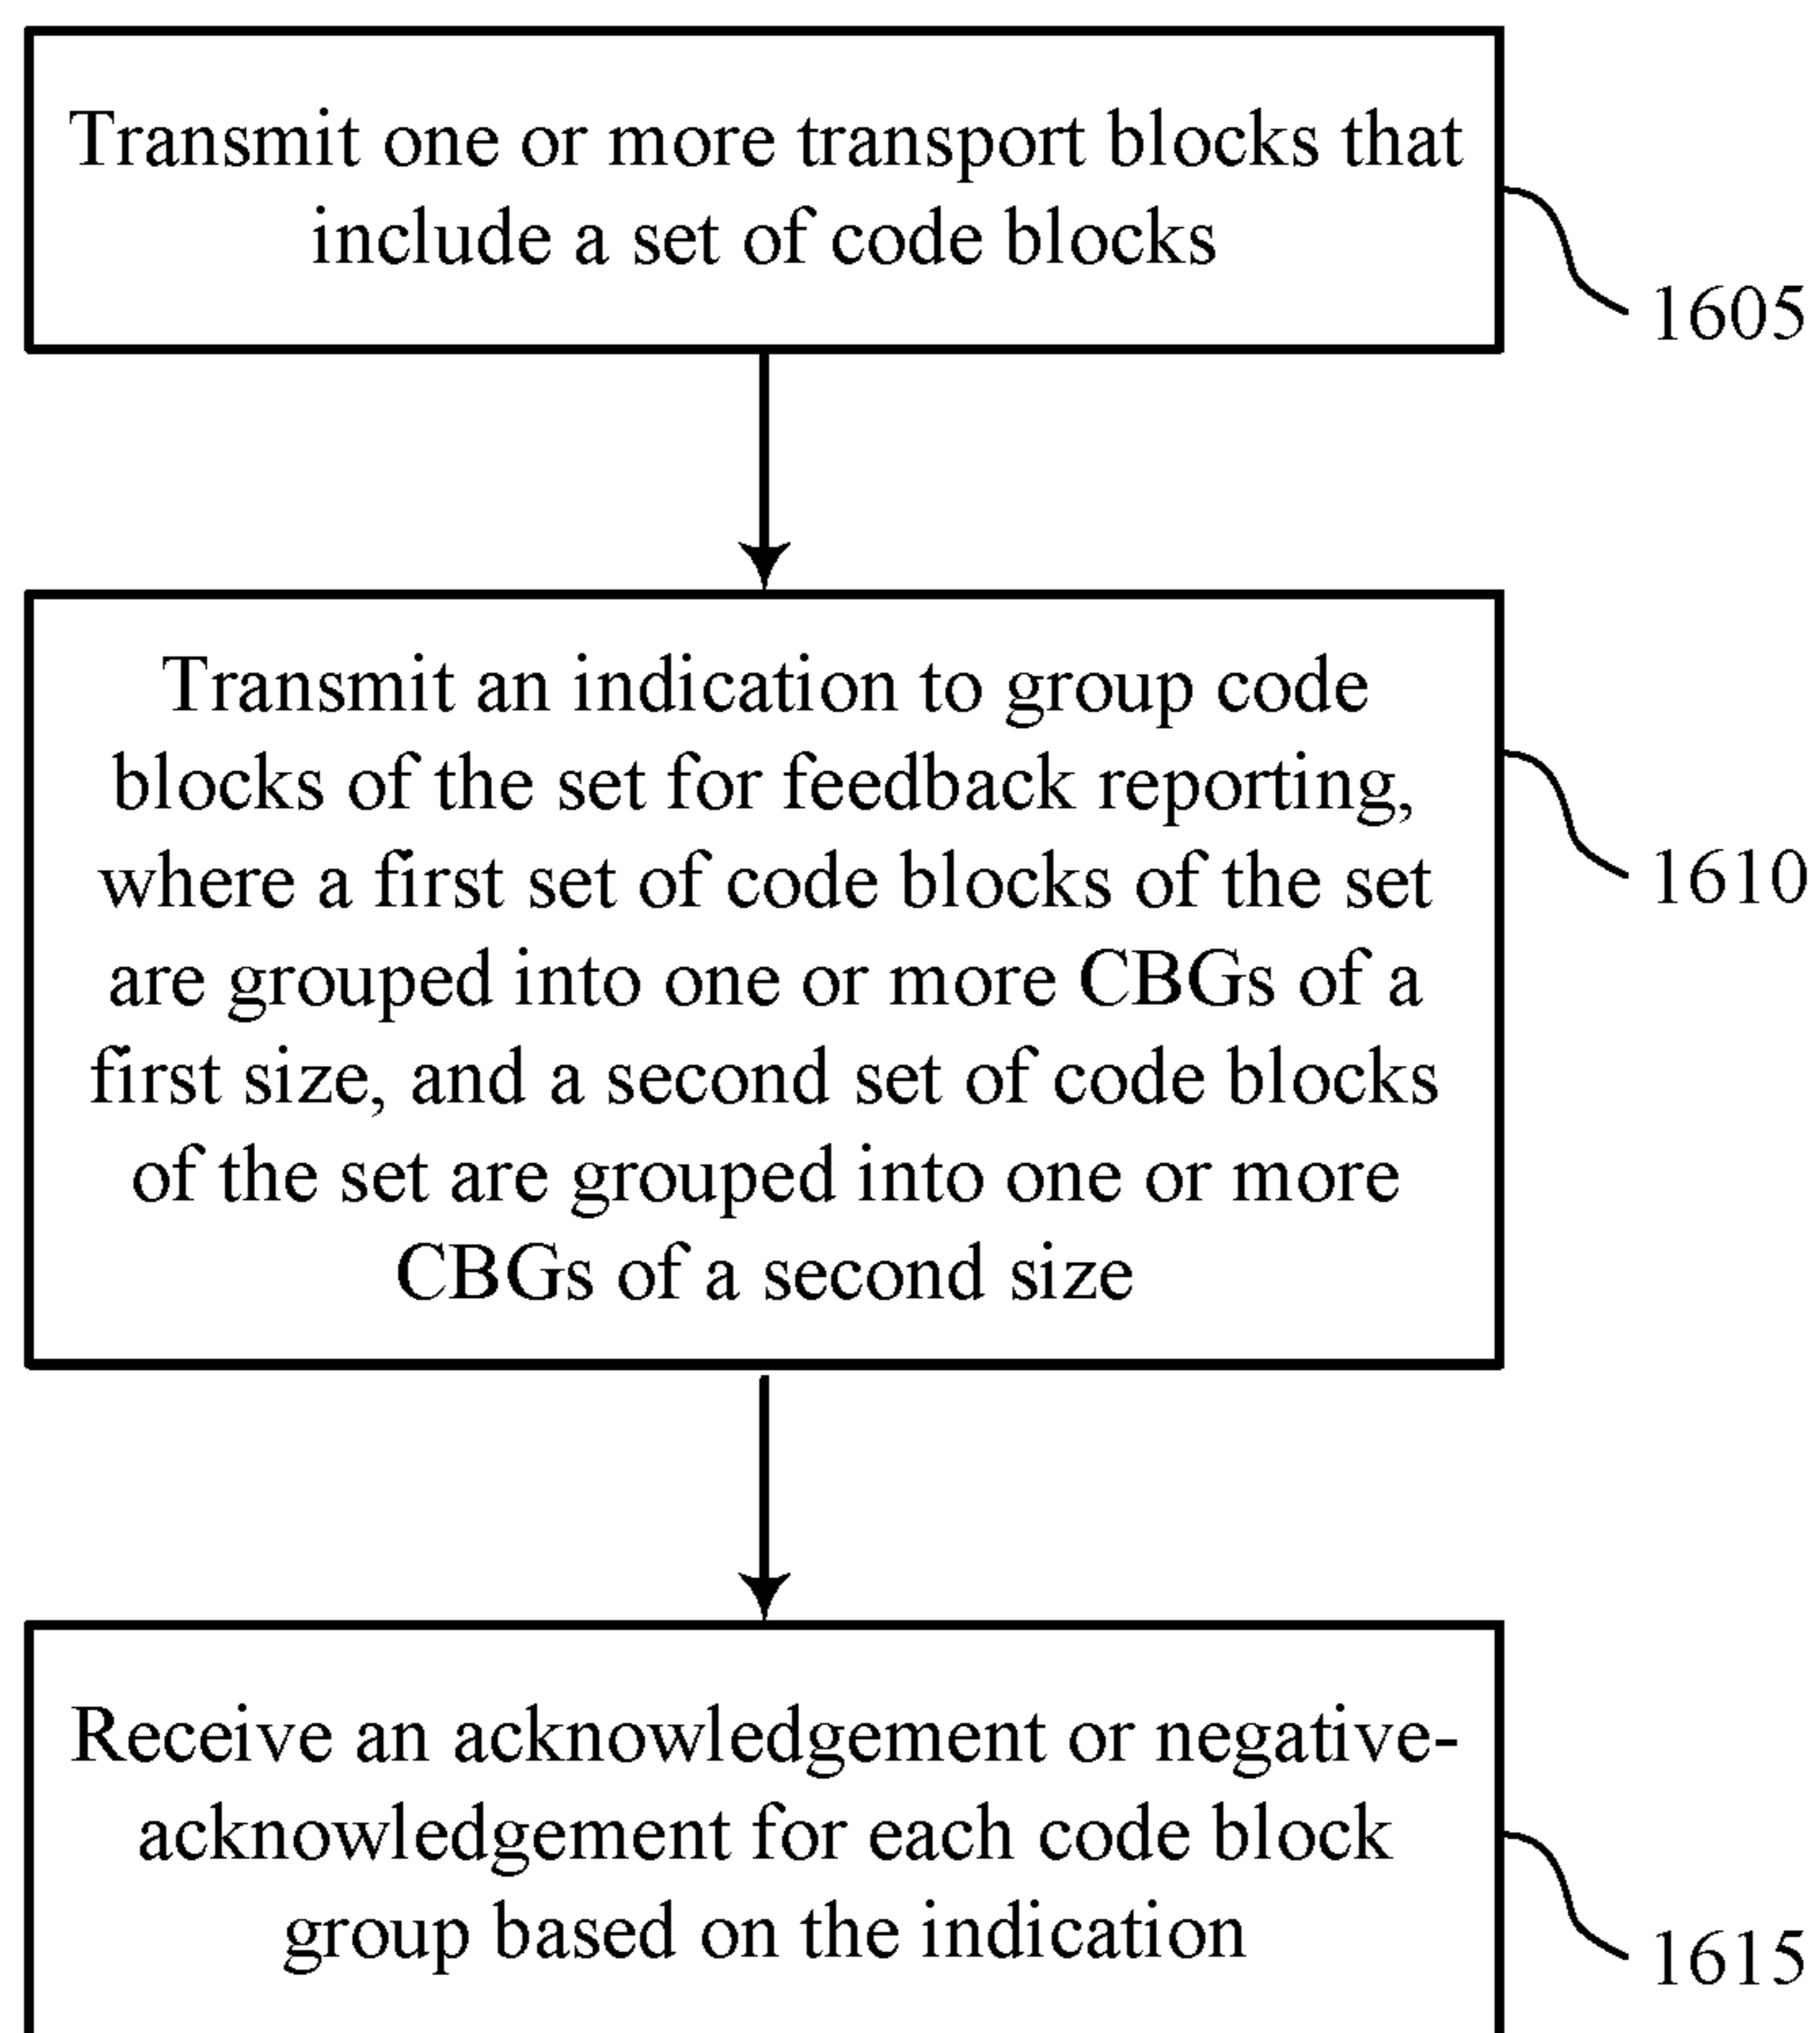 Transmit one or more transport blocks that
include a set of code blocks
1605
Transmit an indication to group code
blocks of the set for feedback reporting,
where a first set of code blocks of the set
are grouped into one or more CBGs of a
first size, and a second set of code blocks
of the set are grouped into one or more
CBGs of a second size
1610
Receive an acknowledgement or negative-
acknowledgement for each code block
group based on the indication
1615